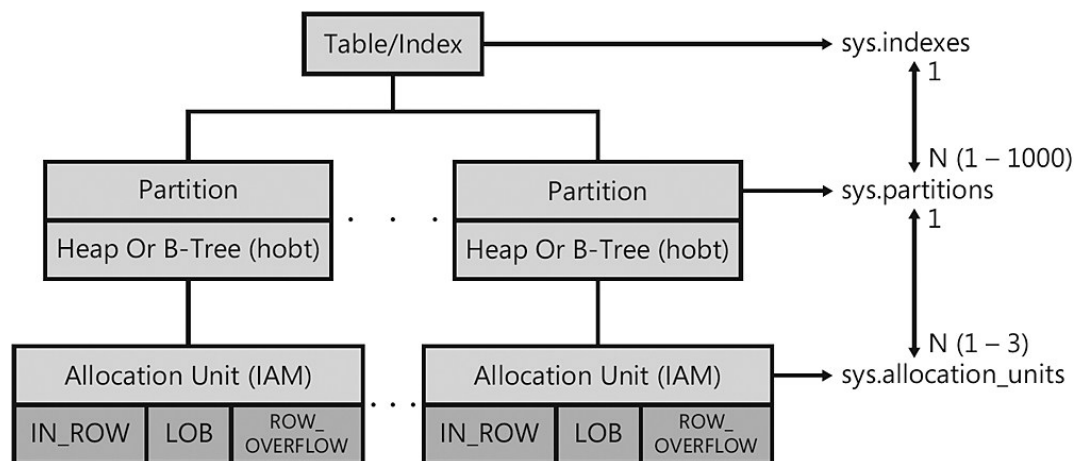 Table/Index
sys.indexes
1
N (1 – 1000)
Partition
Partition
sys.partitions
. . .
1
Heap Or B-Tree (hobt)
Heap Or B-Tree (hobt)
N (1 – 3)
Allocation Unit (IAM)
Allocation Unit (IAM)
sys.allocation_units
. . .
IN_ROW
LOB
ROW_
OVERFLOW
IN_ROW
LOB
ROW_
OVERFLOW